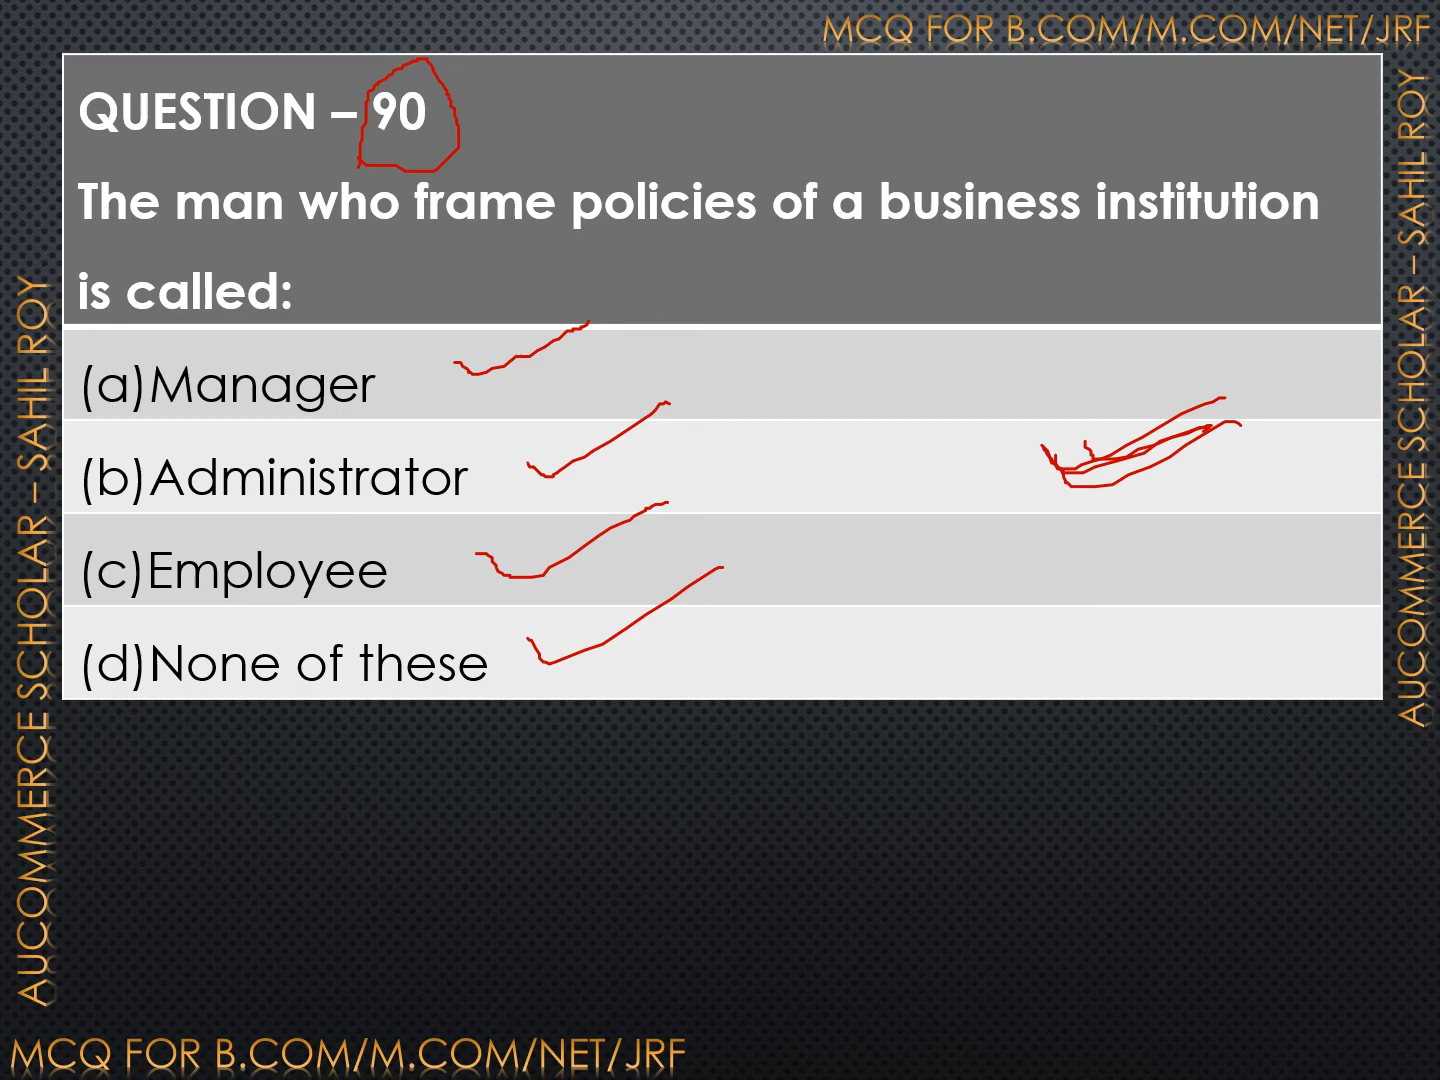 MCQ FOR B.COM/M.COM/NET/JRF
QUESTION – 90
The man who frame policies of a business institution
is called:
(a)Manager
(b)Administrator
(c)Employee
(d)None of these
AUCOMMERCE SCHOLAR – SAHIL ROY
AUCOMMERCE SCHOLAR – SAHIL ROY
MCQ FOR B.COM/M.COM/NET/JRF